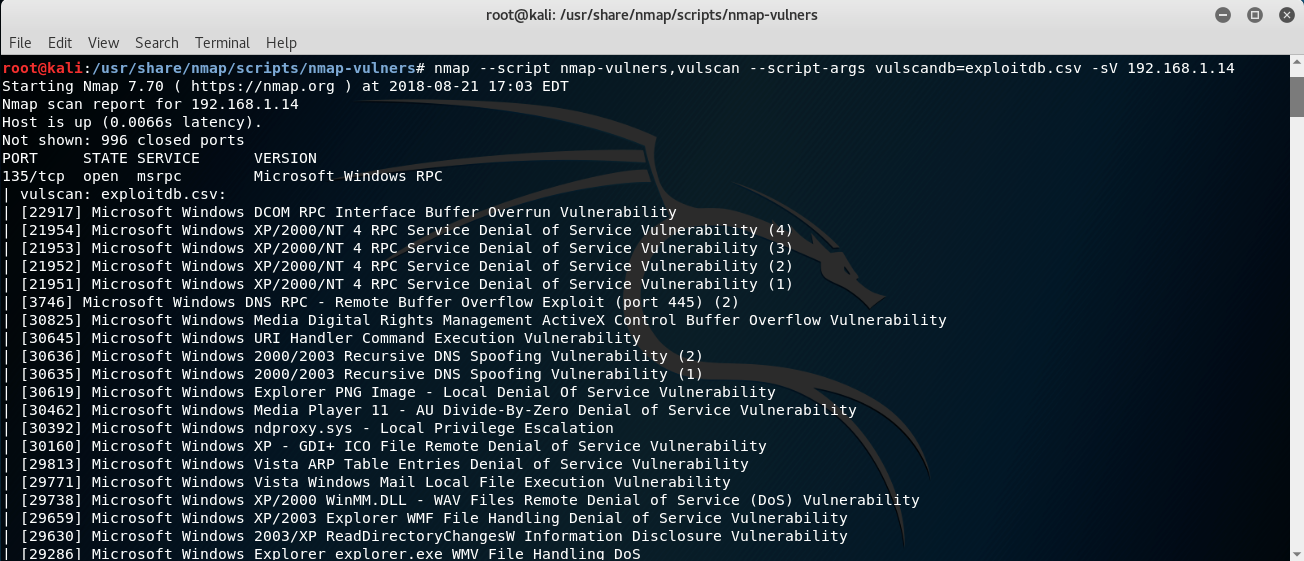 root@kali: /usr/share/nmap/scripts/nmap-vulners
File Edit View Search Terminal Help
root@kali:/usr/share/nmap/scripts/nmap-vulners# nmap --script nmap-vulners,vulscan --script-args vulscandb=exploitdb.csv -sV 192.168.1.14
Starting Nmap 7.70 ( https://nmap.org ) at 2018-08-21 17:03 EDT
Nmap scan report for 192.168.1.14
Host is up (0.0066s latency).
Not shown: 996 closed ports
PORT     STATE SERVICE      VERSION
135/tcp  open  msrpc        Microsoft Windows RPC
| vulscan: exploitdb.csv:
| [22917] Microsoft Windows DCOM RPC Interface Buffer Overrun Vulnerability
| [21954] Microsoft Windows XP/2000/NT 4 RPC Service Denial of Service Vulnerability (4)
| [21953] Microsoft Windows XP/2000/NT 4 RPC Service Denial of Service Vulnerability (3)
| [21952] Microsoft Windows XP/2000/NT 4 RPC Service Denial of Service Vulnerability (2)
| [21951] Microsoft Windows XP/2000/NT 4 RPC Service Denial of Service Vulnerability (1)
| [3746] Microsoft Windows DNS RPC - Remote Buffer Overflow Exploit (port 445) (2)
| [30825] Microsoft Windows Media Digital Rights Management ActiveX Control Buffer Overflow Vulnerability
| [30645] Microsoft Windows URI Handler Command Execution Vulnerability
| [30636] Microsoft Windows 2000/2003 Recursive DNS Spoofing Vulnerability (2)
| [30635] Microsoft Windows 2000/2003 Recursive DNS Spoofing Vulnerability (1)
| [30619] Microsoft Windows Explorer PNG Image - Local Denial Of Service Vulnerability
| [30462] Microsoft Windows Media Player 11 - AU Divide-By-Zero Denial of Service Vulnerability
| [30392] Microsoft Windows ndproxy.sys - Local Privilege Escalation
| [30160] Microsoft Windows XP - GDI+ ICO File Remote Denial of Service Vulnerability
| [29813] Microsoft Windows Vista ARP Table Entries Denial of Service Vulnerability
| [29771] Microsoft Windows Vista Windows Mail Local File Execution Vulnerability
| [29738] Microsoft Windows XP/2000 WinMM.DLL - WAV Files Remote Denial of Service (DoS) Vulnerability
| [29659] Microsoft Windows XP/2003 Explorer WMF File Handling Denial of Service Vulnerability
| [29630] Microsoft Windows 2003/XP ReadDirectoryChangesW Information Disclosure Vulnerability
| [29286] Microsoft Windows Explorer explorer.exe WMV File Handling DoS